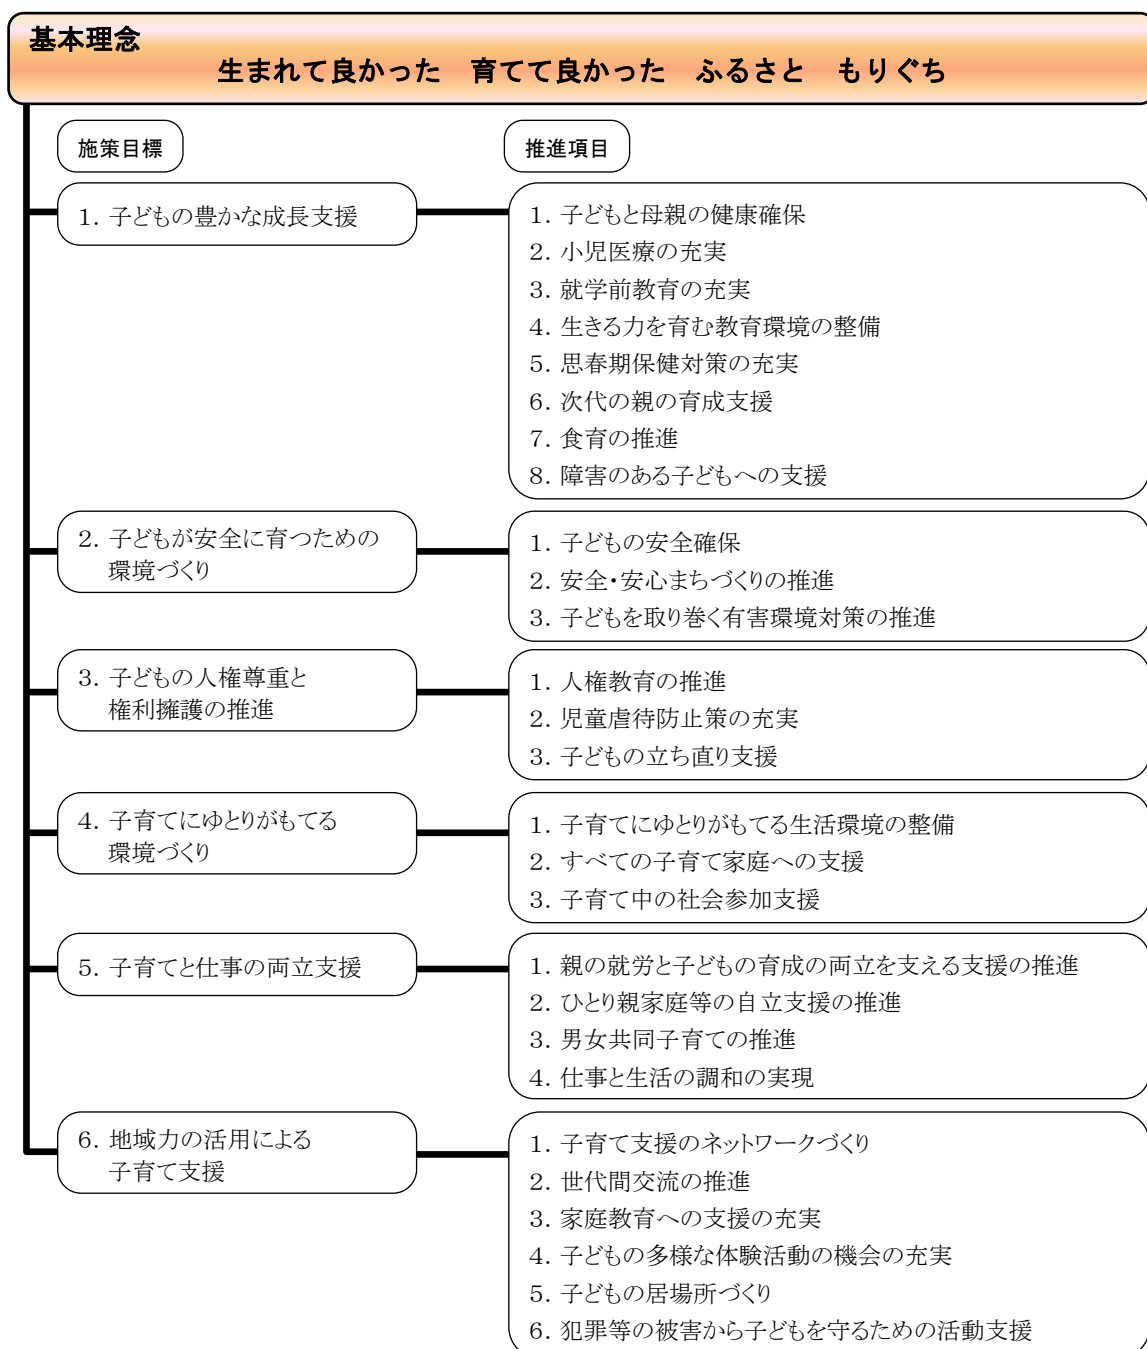 基本理念
生まれて良かった　育てて良かった　ふるさと　もりぐち
施策目標
推進項目
1. 子どもの豊かな成長支援
1. 子どもと母親の健康確保
2. 小児医療の充実
3. 就学前教育の充実
4. 生きる力を育む教育環境の整備
5. 思春期保健対策の充実
6. 次代の親の育成支援
7. 食育の推進
8. 障害のある子どもへの支援
2. 子どもが安全に育つための
環境づくり
1. 子どもの安全確保
2. 安全・安心まちづくりの推進
3. 子どもを取り巻く有害環境対策の推進
3. 子どもの人権尊重と
権利擁護の推進
1. 人権教育の推進
2. 児童虐待防止策の充実
3. 子どもの立ち直り支援
4. 子育てにゆとりがもてる
環境づくり
1. 子育てにゆとりがもてる生活環境の整備
2. すべての子育て家庭への支援
3. 子育て中の社会参加支援
5. 子育てと仕事の両立支援
1. 親の就労と子どもの育成の両立を支える支援の推進
2. ひとり親家庭等の自立支援の推進
3. 男女共同子育ての推進
4. 仕事と生活の調和の実現
6. 地域力の活用による
子育て支援
1. 子育て支援のネットワークづくり
2. 世代間交流の推進
3. 家庭教育への支援の充実
4. 子どもの多様な体験活動の機会の充実
5. 子どもの居場所づくり
6. 犯罪等の被害から子どもを守るための活動支援